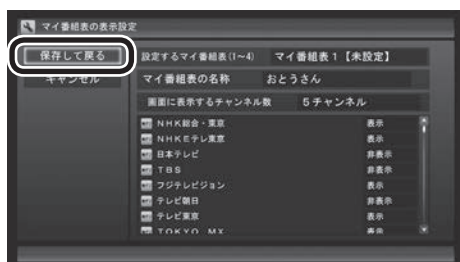 マイ番組表の表示設定
保存して戻る
キャンセル
設定するマイ番組表(1~4) マイ番組表1【未設定】
マイ番組表の名称 おとうさん
画面に表示するチャンネル数 5チャンネル
NHK総合・東京 表示
NHKEテレ東京 表示
日本テレビ 非表示
TBS 非表示
フジテレビジョン 表示
テレビ朝日 非表示
テレビ東京 表示
TOKYO MX 表示